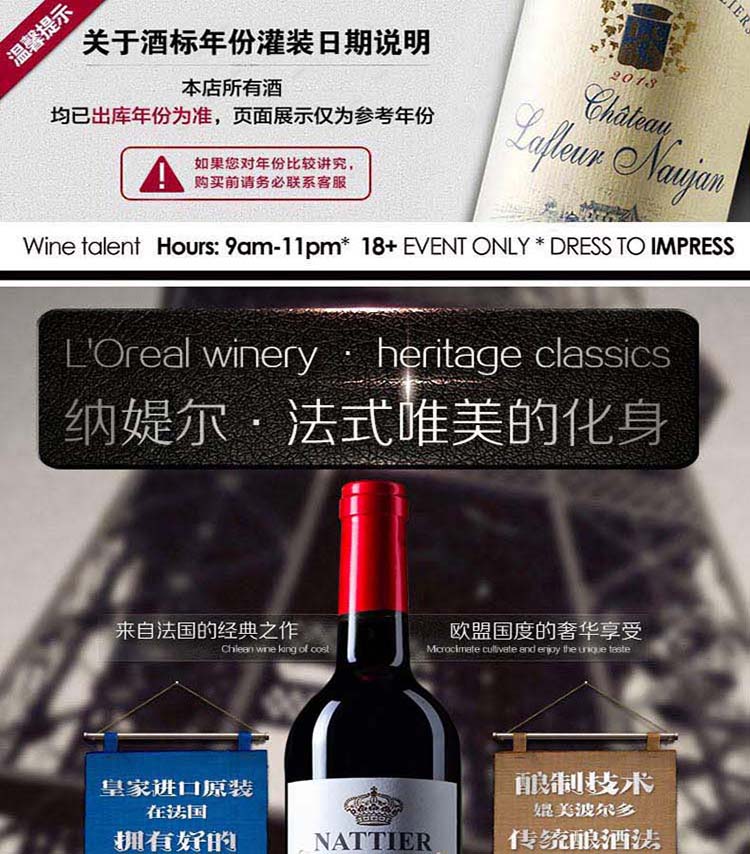 温馨提示
关于酒标年份灌装日期说明
本店所有酒
均已出库年份为准，页面展示仅为参考年份
如果您对年份比较讲究，
购买前请务必联系客服
2013
Château
Lafleur Naujan
Wine talent Hours: 9am-11pm* 18+ EVENT ONLY * DRESS TO IMPRESS
L'Oreal winery · heritage classics
纳媞尔 · 法式唯美的化身
来自法国的经典之作
Chilean wine king of cost
欧盟国度的奢华享受
Microclimate cultivate and enjoy the unique taste
皇家进口原装
在法国
拥有好的
NATTIER
酿制技术
媲美波尔多
传统酿酒法